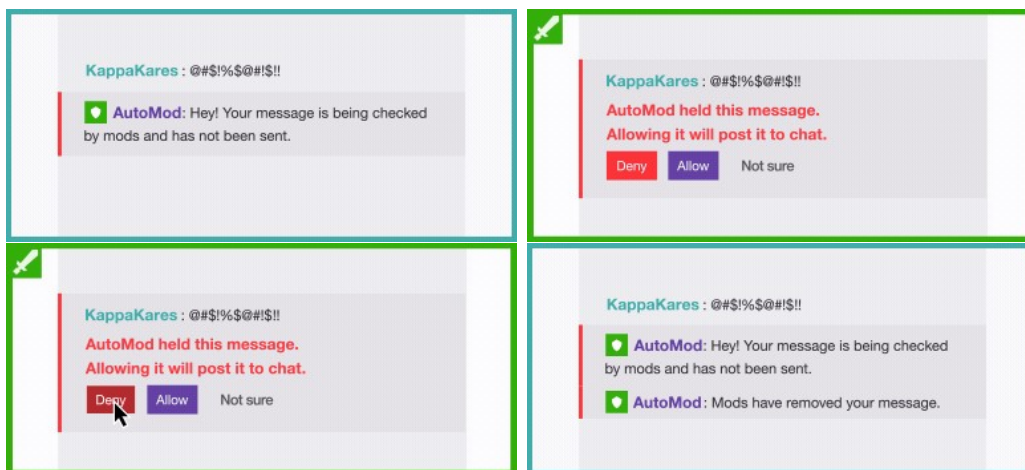 KappaKares : @#$!%$@#!$!!
AutoMod: Hey! Your message is being checked
by mods and has not been sent.
KappaKares : @#$!%$@#!$!!
AutoMod held this message.
Allowing it will post it to chat.
Deny Allow Not sure
KappaKares : @#$!%$@#!$!!
AutoMod held this message.
Allowing it will post it to chat.
Deny Allow Not sure
KappaKares : @#$!%$@#!$!!
AutoMod: Hey! Your message is being checked
by mods and has not been sent.
AutoMod: Mods have removed your message.